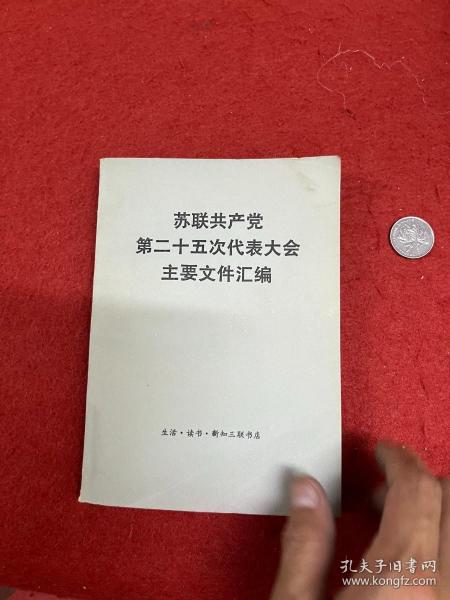 苏联共产党
第二十五次代表大会
主要文件汇编
生活·读书·新知三联书店
孔夫子旧书网
www.kongfz.com